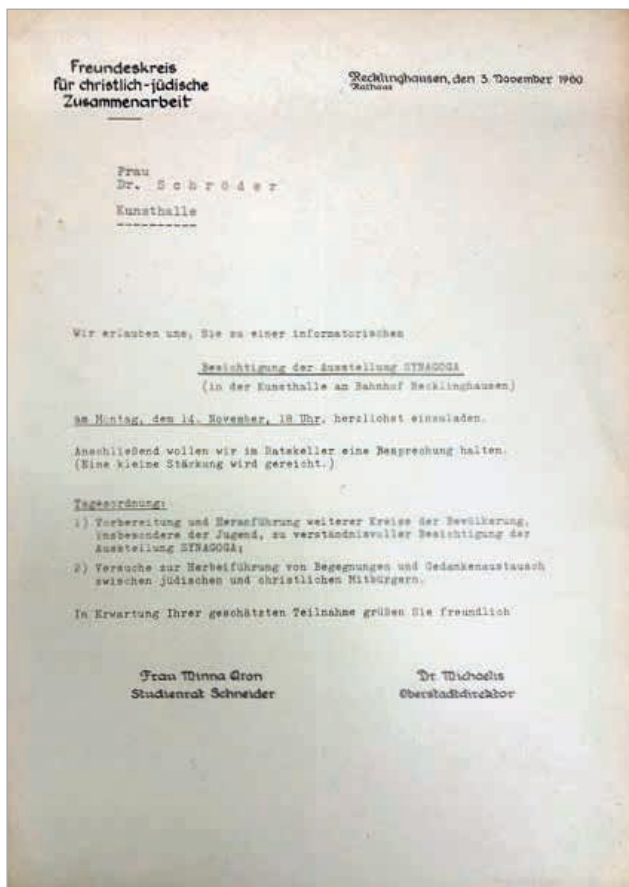 Freundeskreis
für christlich-jüdische
Zusammenarbeit
Recklinghausen, den 3. November 1960
Rathaus
Frau
Dr. Schröder
Kunsthalle
Wir erlauben uns, Sie zu einer informatorischen
Besichtigung der Ausstellung SYNAGOGA
(in der Kunsthalle am Bahnhof Recklinghausen)
am Montag, dem 14. November, 18 Uhr, herzlichst einzuladen.
Anschließend wollen wir im Ratskeller eine Besprechung halten.
(Eine kleine Stärkung wird gereicht.)
Tagesordnung:
1) Vorbereitung und Heranführung weiterer Kreise der Bevölkerung,
insbesondere der Jugend, zu verständnisvoller Besichtigung der
Ausstellung SYNAGOGA;
2) Versuche zur Herbeiführung von Begegnungen und Gedankenaustausch
zwischen jüdischen und christlichen Mitbürgern.
In Erwartung Ihrer geschätzten Teilnahme grüßen Sie freundlich
Frau Minna Aron
Studienrat Schneider
Dr. Michaelis
Oberstadtdirektor